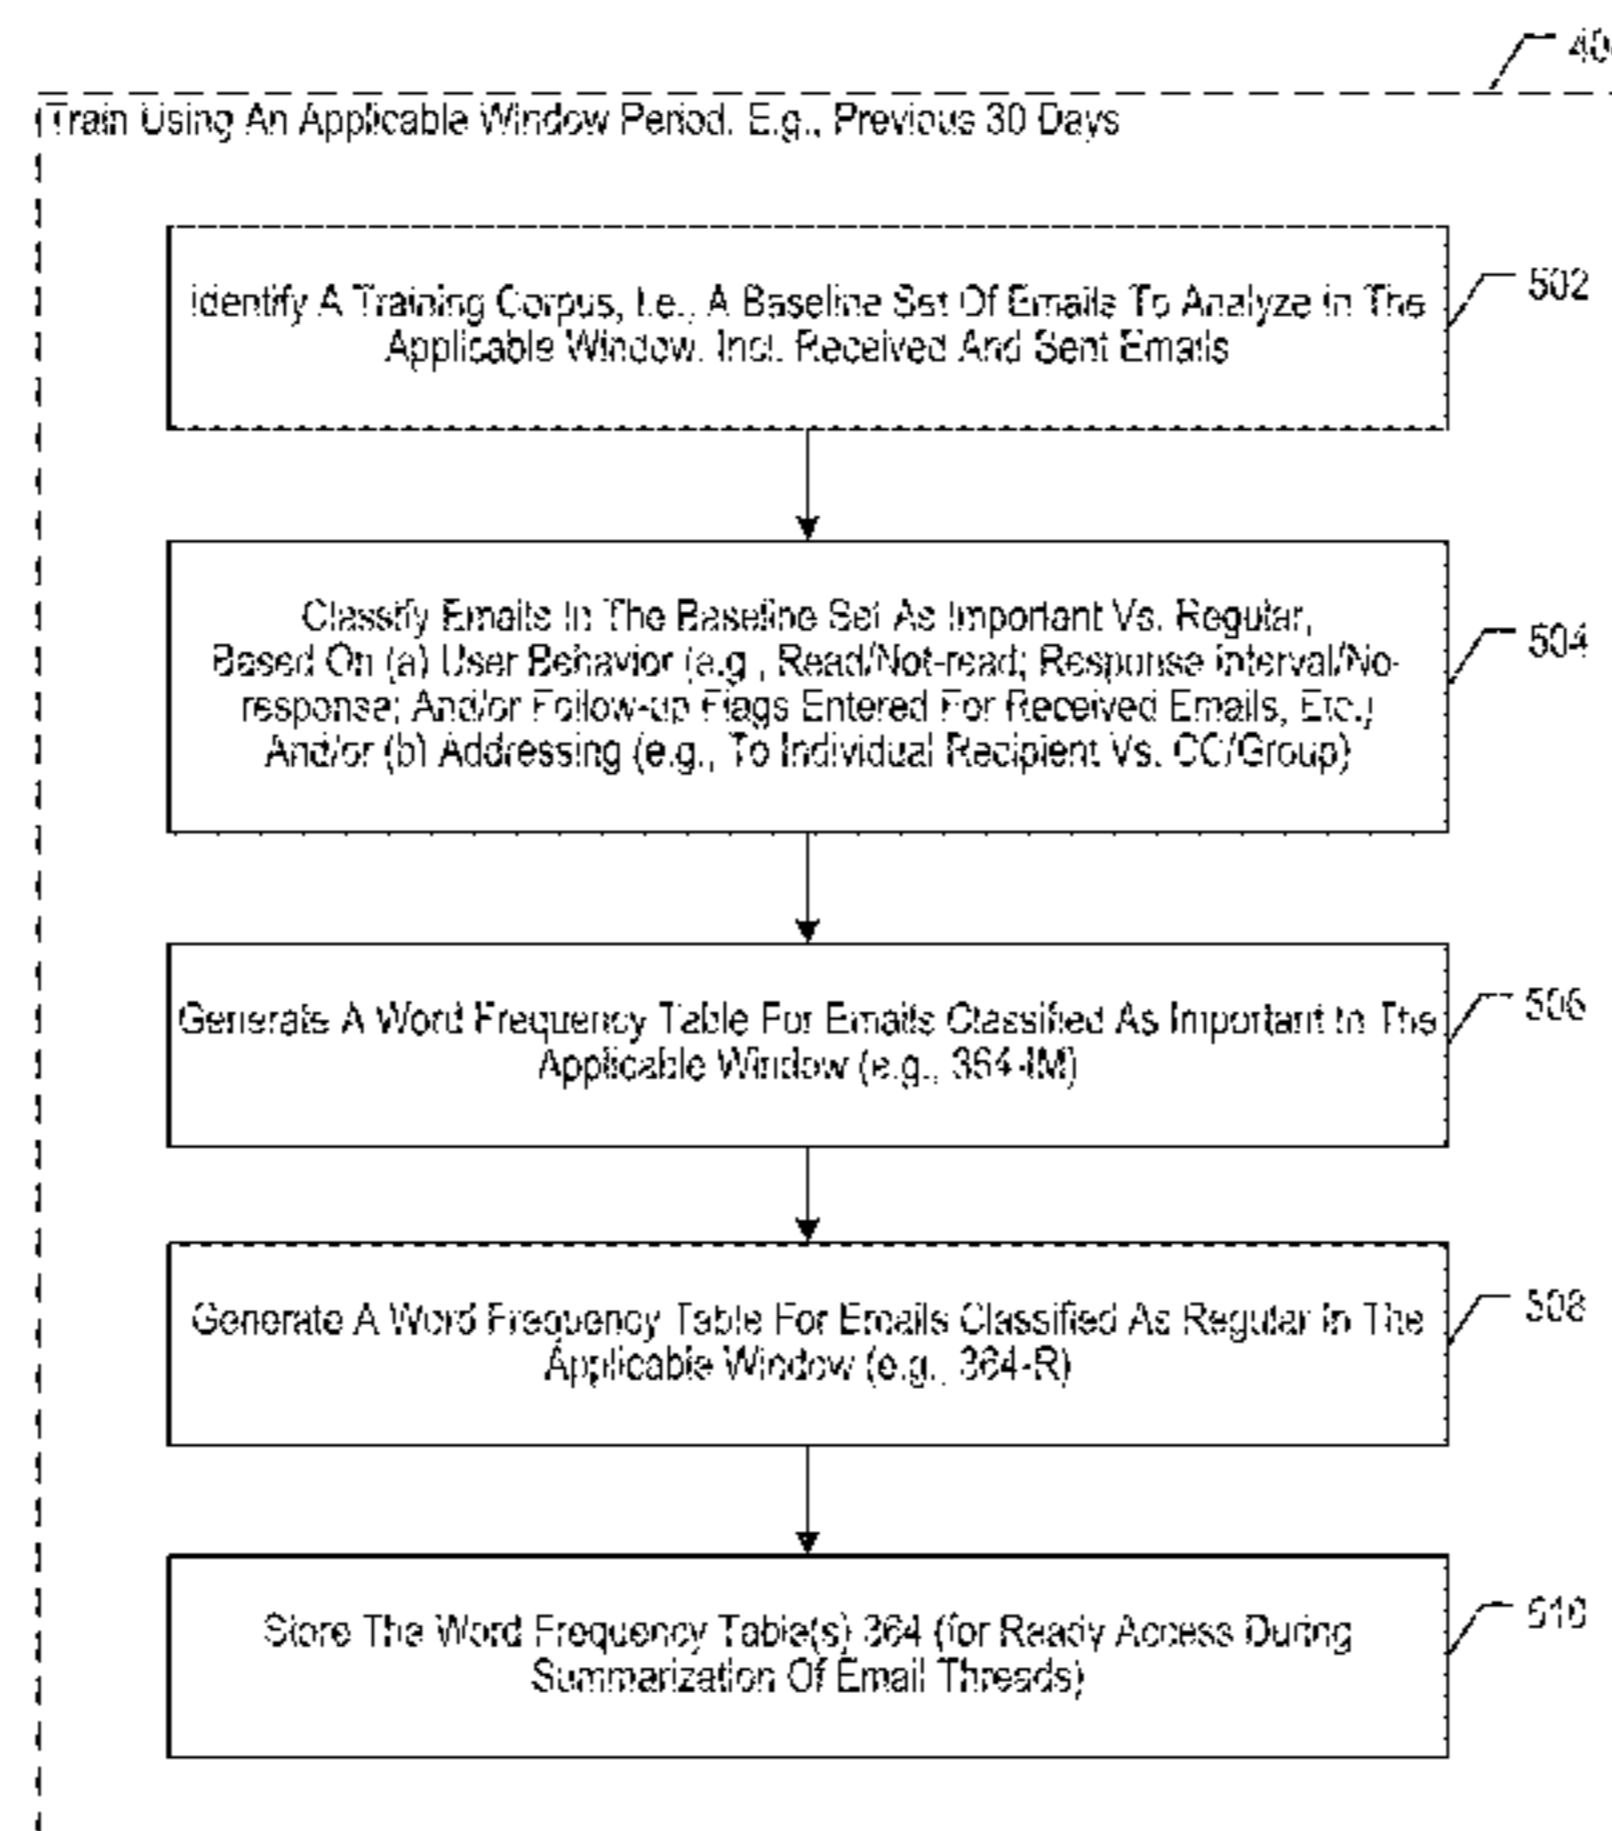 Train Using An Applicable Window Period. E.g., Previous 30 Days
Identify A Training Corpus, I.e., A Baseline Set Of Emails To Analyze In The
Applicable Window. Incl. Received And Sent Emails
502
Classify Emails In The Baseline Set As Important Vs. Regular,
Based On (a) User Behavior (e.g., Read/Not-read; Response Interval/No-
response; And/or Follow-up Flags Entered For Received Emails, Etc.)
And/or (b) Addressing (e.g., To Individual Recipient Vs. CC/Group)
504
Generate A Word Frequency Table For Emails Classified As Important In The
Applicable Window (e.g., 364-IM)
506
Generate A Word Frequency Table For Emails Classified As Regular In The
Applicable Window (e.g., 364-R)
508
Store The Word Frequency Table(s) 364 (for Ready Access During
Summarization Of Email Threads)
510